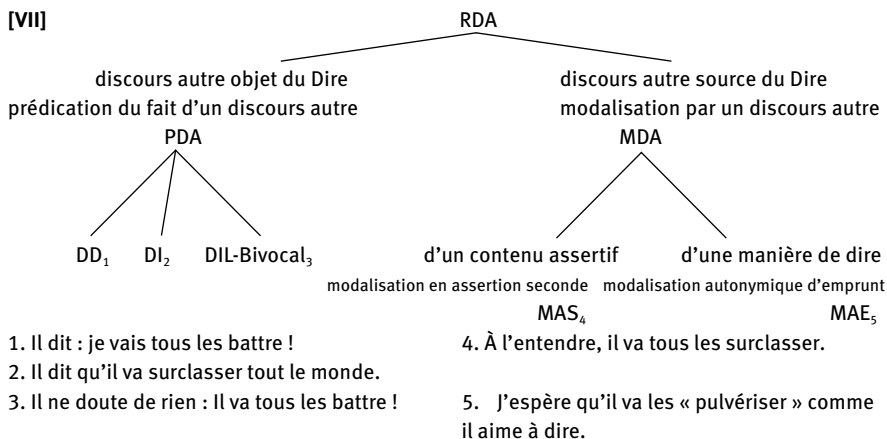 [VII]
RDA
discours autre objet du Dire
prédication du fait d'un discours autre
PDA
discours autre source du Dire
modalisation par un discours autre
MDA
DD₁ DI₂ DIL-Bivocal₃
d'un contenu assertif
modalisation en assertion seconde
MAS₄
d'une manière de dire
modalisation autonymique d'emprunt
MAE₅
1. Il dit : je vais tous les battre !
2. Il dit qu'il va surclasser tout le monde.
3. Il ne doute de rien : Il va tous les battre !
4. À l'entendre, il va tous les surclasser.
5. J'espère qu'il va les « pulvériser » comme
il aime à dire.